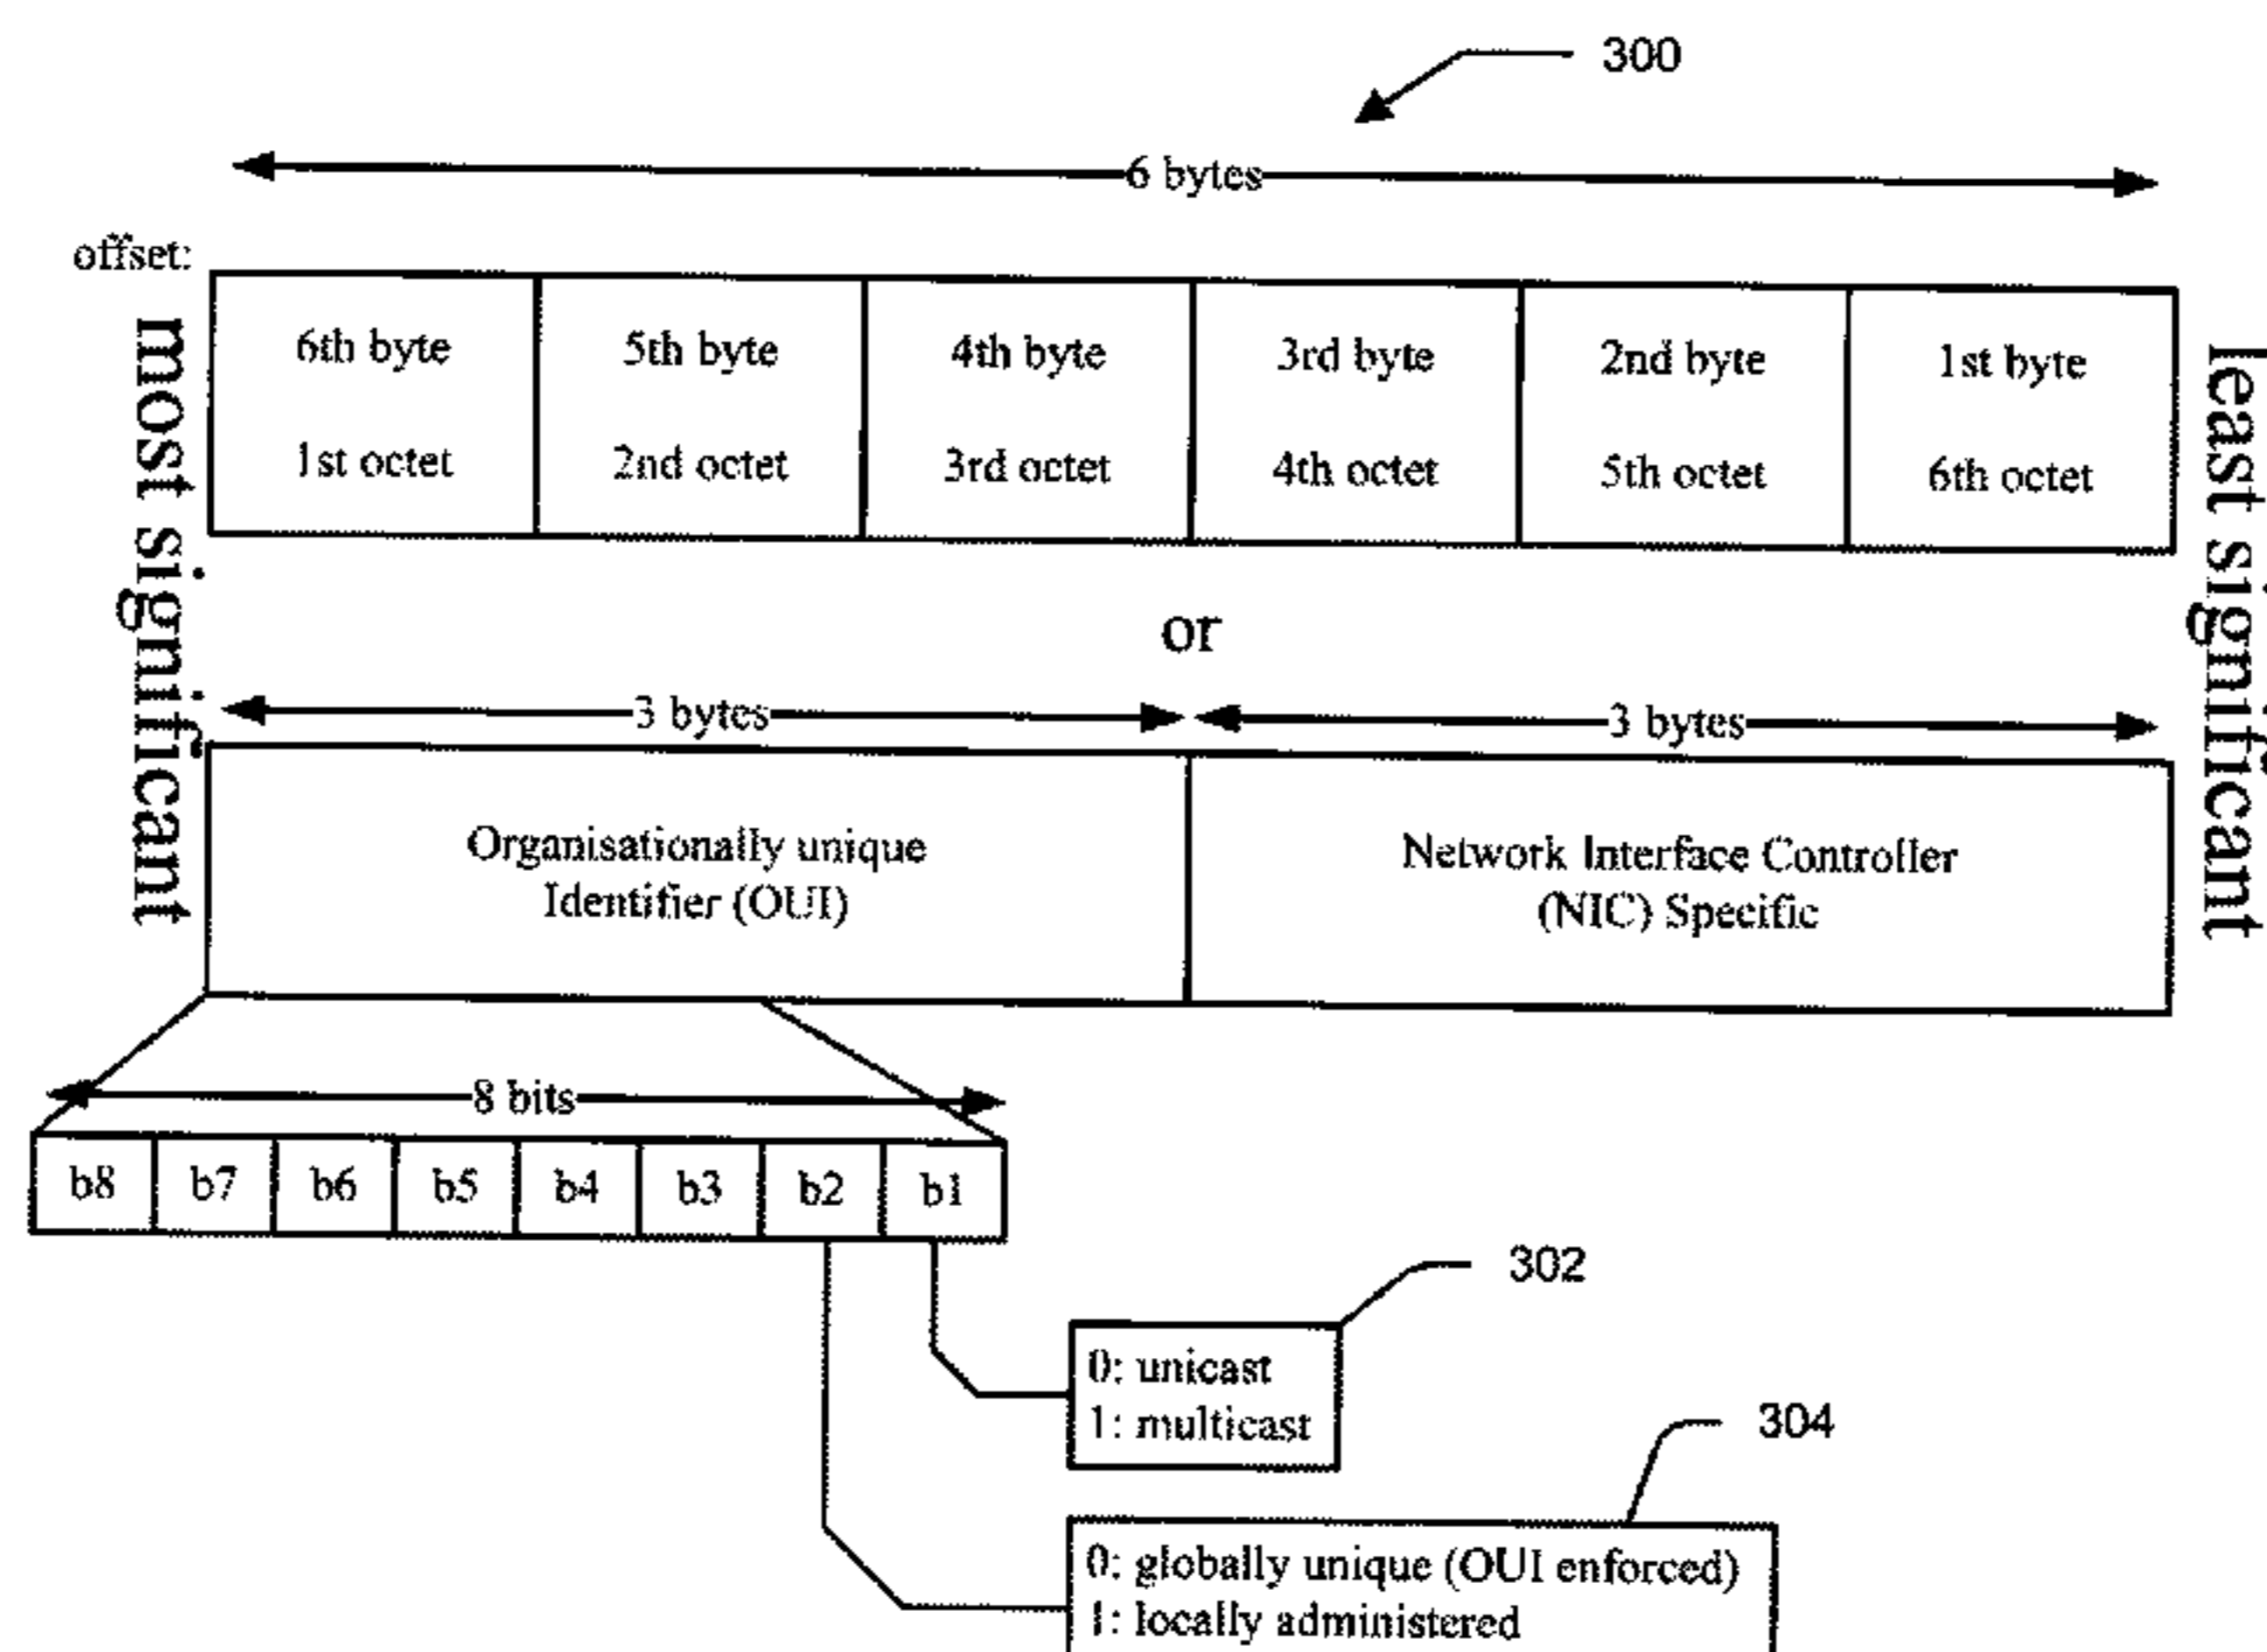 300
6 bytes
offset:
6th byte
5th byte
4th byte
3rd byte
2nd byte
1st byte
1st octet
2nd octet
3rd octet
4th octet
5th octet
6th octet
most significant
least significant
or
3 bytes
3 bytes
Organisationally unique
Identifier (OUI)
Network Interface Controller
(NIC) Specific
8 bits
b8
b7
b6
b5
b4
b3
b2
b1
302
0: unicast
1: multicast
304
0: globally unique (OUI enforced)
1: locally administered